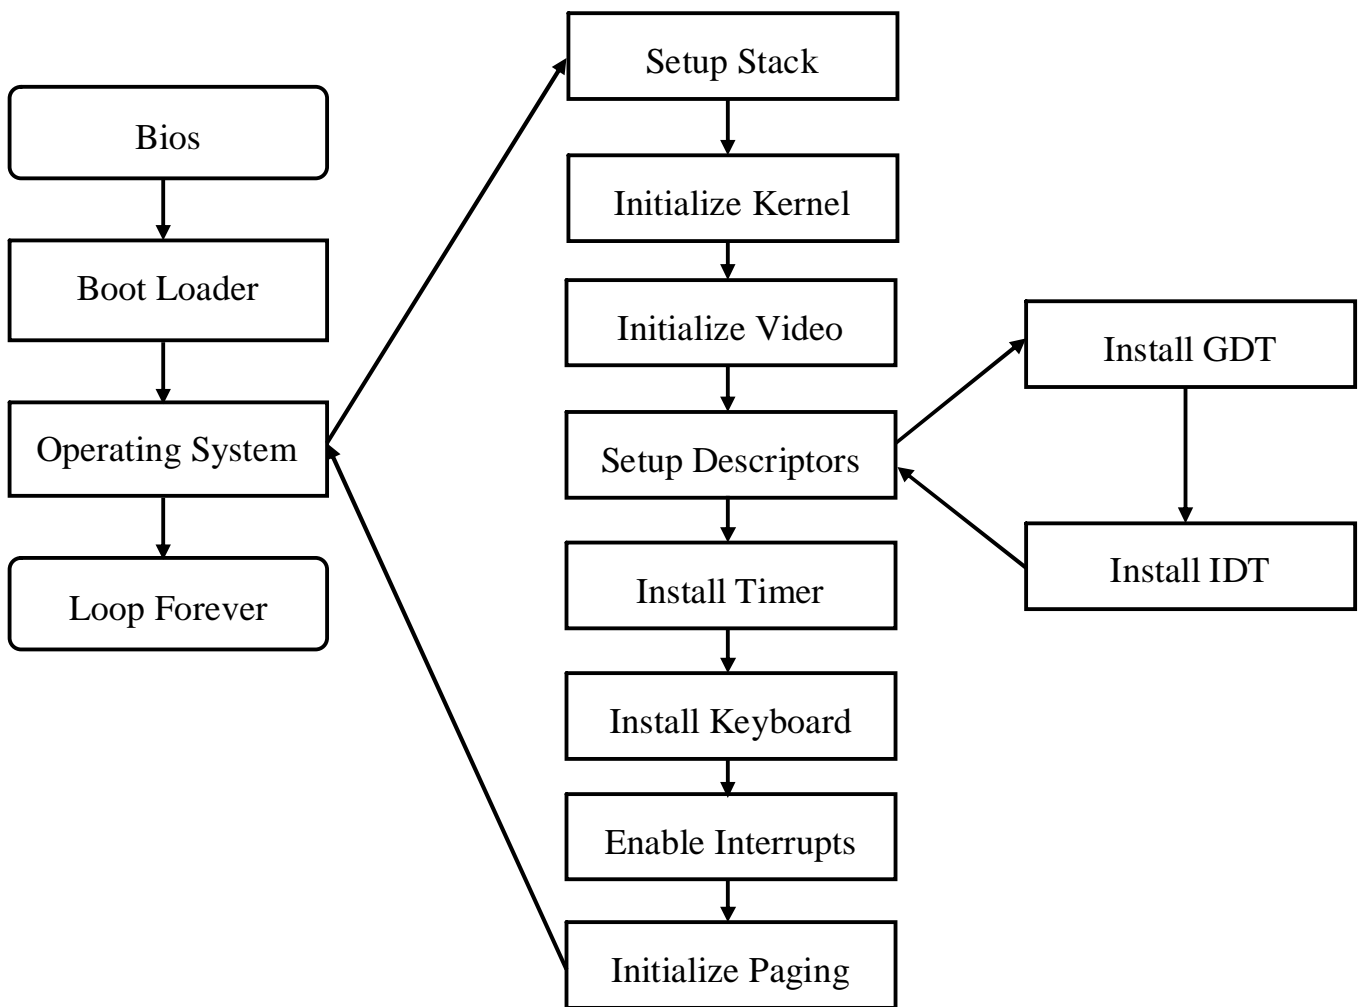 Bios
Boot Loader
Operating System
Loop Forever
Setup Stack
Initialize Kernel
Initialize Video
Setup Descriptors
Install Timer
Install Keyboard
Enable Interrupts
Initialize Paging
Install GDT
Install IDT